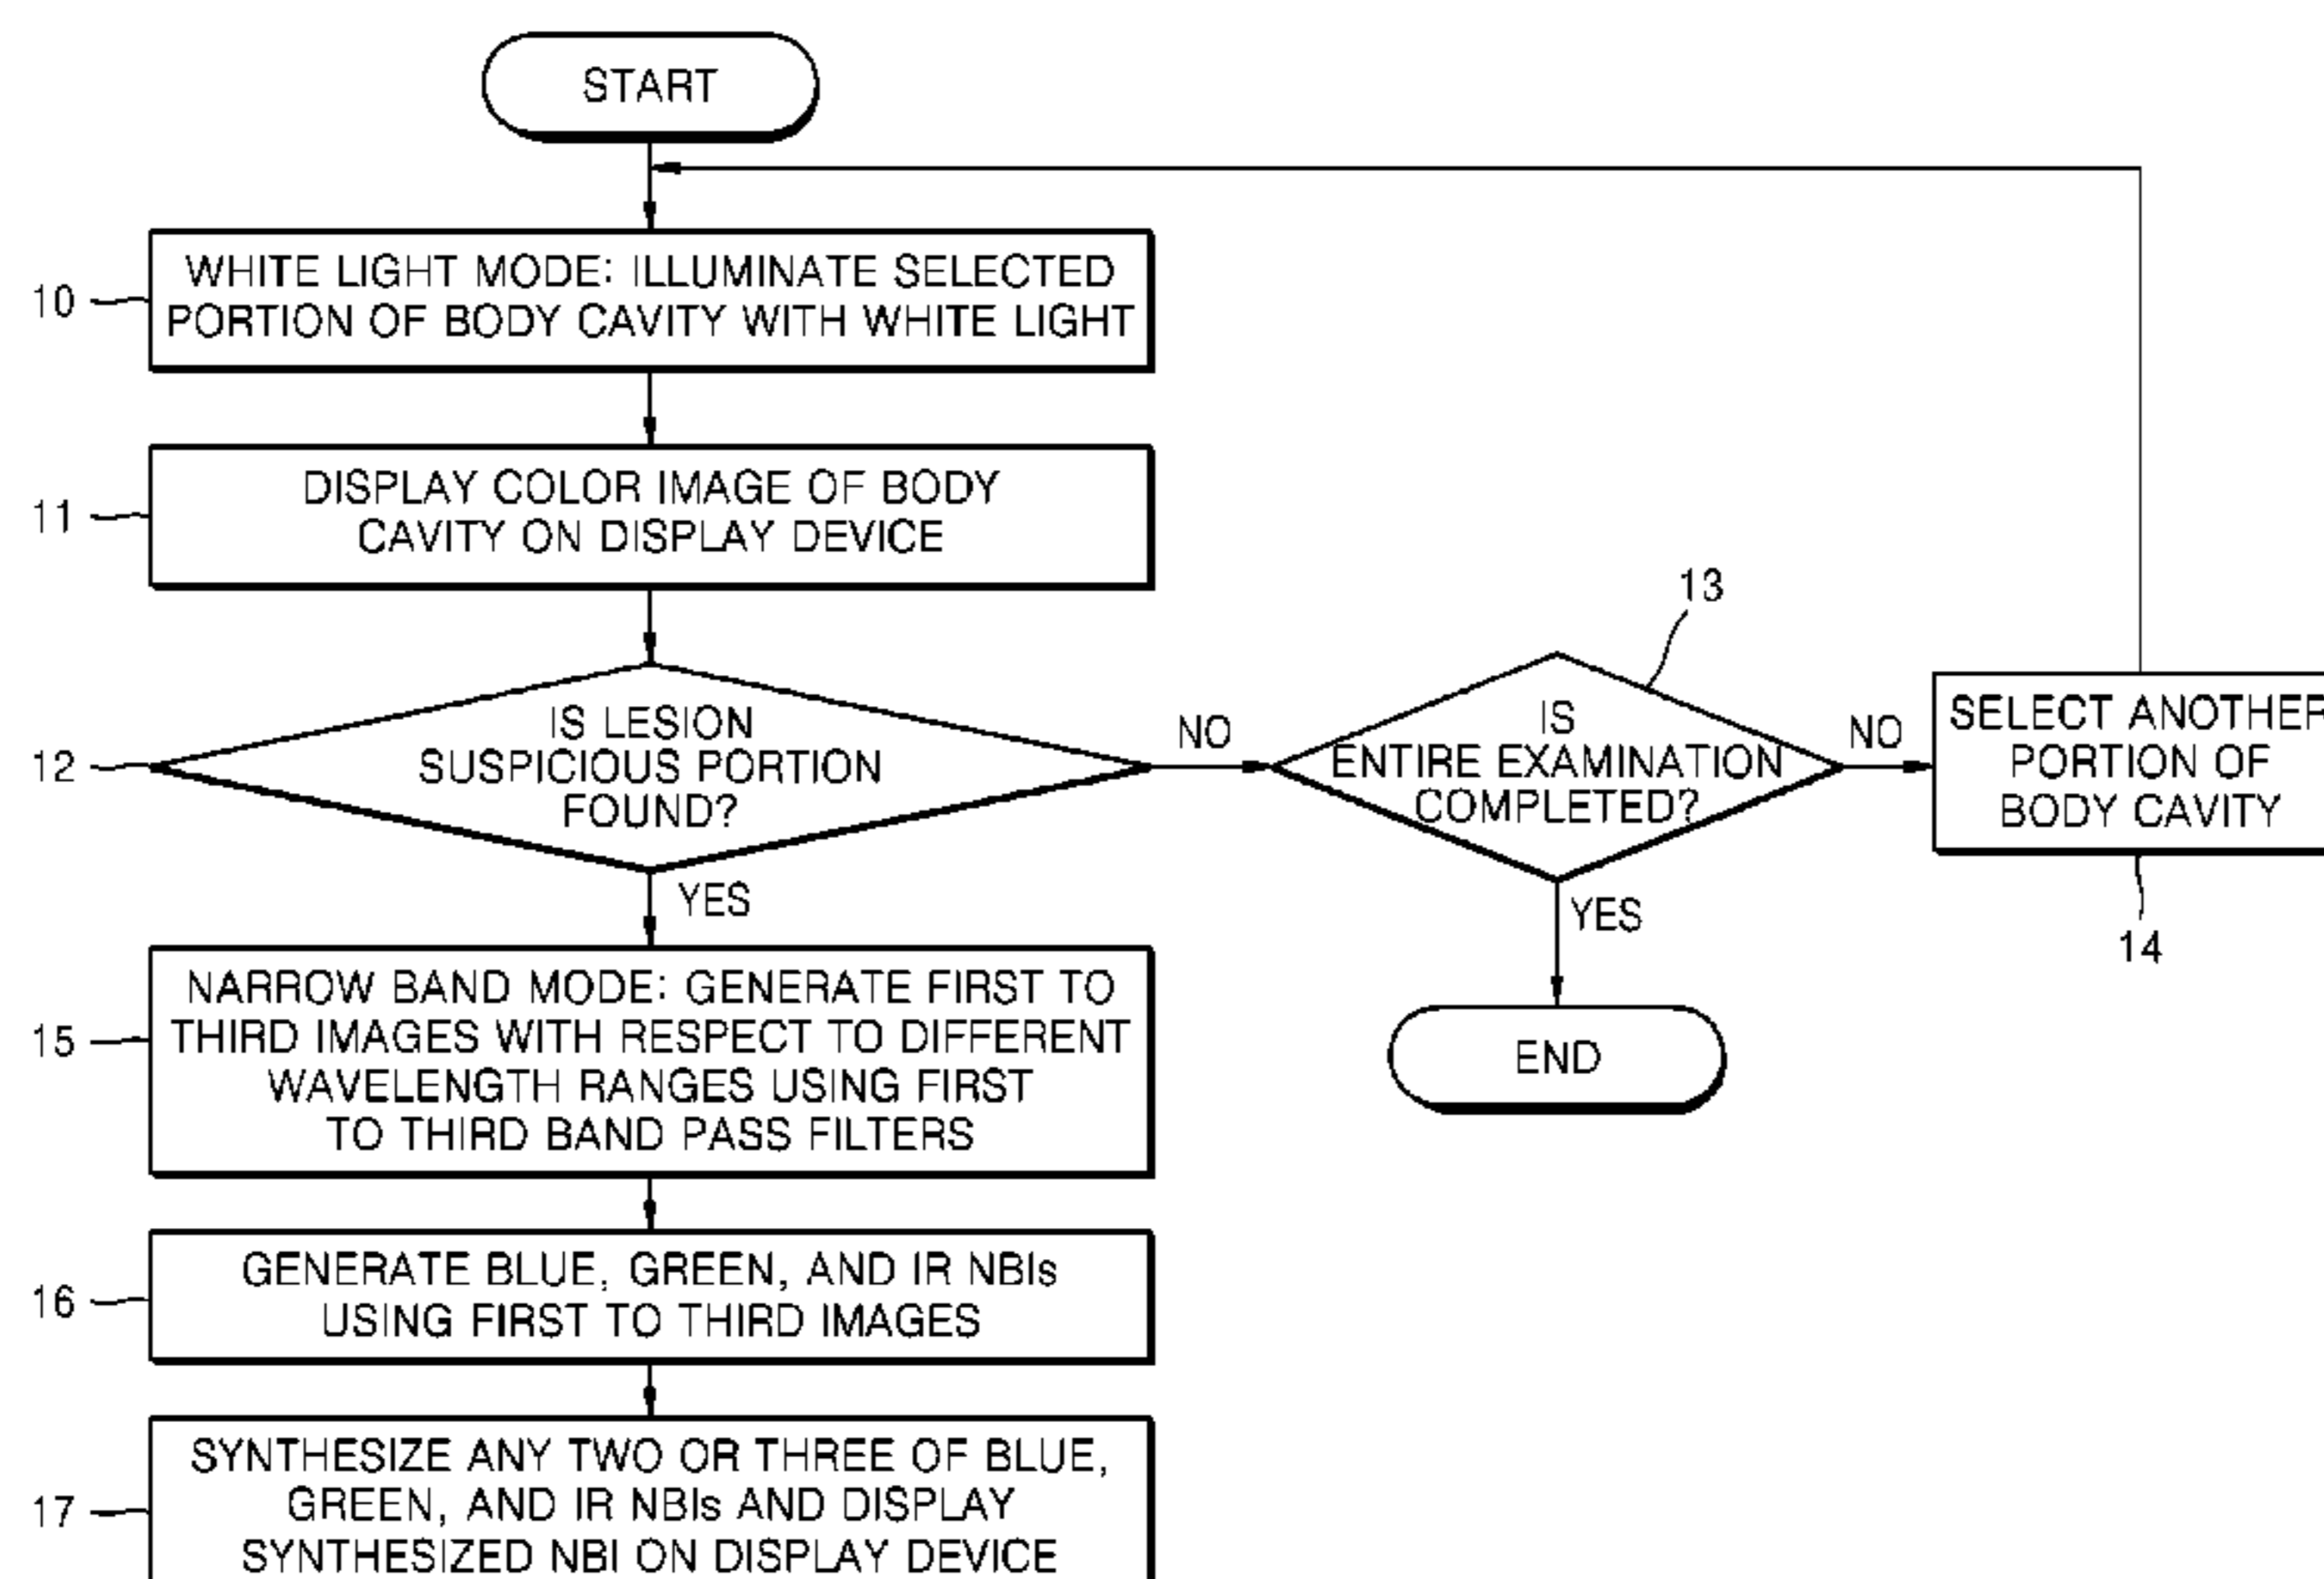 START
10
WHITE LIGHT MODE: ILLUMINATE SELECTED
PORTION OF BODY CAVITY WITH WHITE LIGHT
11
DISPLAY COLOR IMAGE OF BODY
CAVITY ON DISPLAY DEVICE
12
IS LESION
SUSPICIOUS PORTION
FOUND?
NO
13
IS
ENTIRE EXAMINATION
COMPLETED?
NO
SELECT ANOTHER
PORTION OF
BODY CAVITY
14
YES
END
YES
15
NARROW BAND MODE: GENERATE FIRST TO
THIRD IMAGES WITH RESPECT TO DIFFERENT
WAVELENGTH RANGES USING FIRST
TO THIRD BAND PASS FILTERS
16
GENERATE BLUE, GREEN, AND IR NBIs
USING FIRST TO THIRD IMAGES
17
SYNTHESIZE ANY TWO OR THREE OF BLUE,
GREEN, AND IR NBIs AND DISPLAY
SYNTHESIZED NBI ON DISPLAY DEVICE